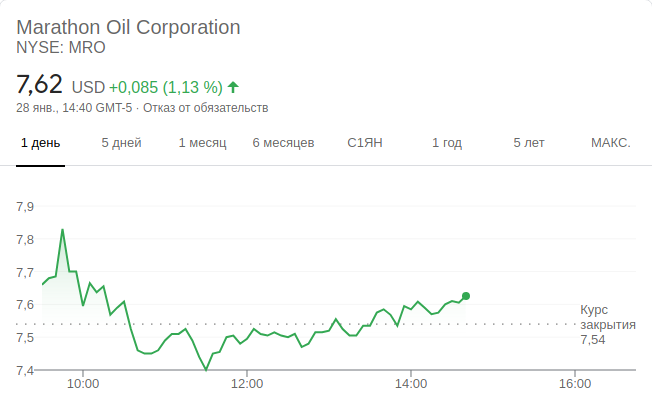 Marathon Oil Corporation
NYSE: MRO
7,62 USD +0,085 (1,13 %)
28 янв., 14:40 GMT-5 · Отказ от обязательств
1 день 5 дней 1 месяц 6 месяцев С1ЯН 1 год 5 лет МАКС.
7,9
7,8
7,7
7,6
7,5
7,4
Курс
закрытия
7,54
10:00 12:00 14:00 16:00